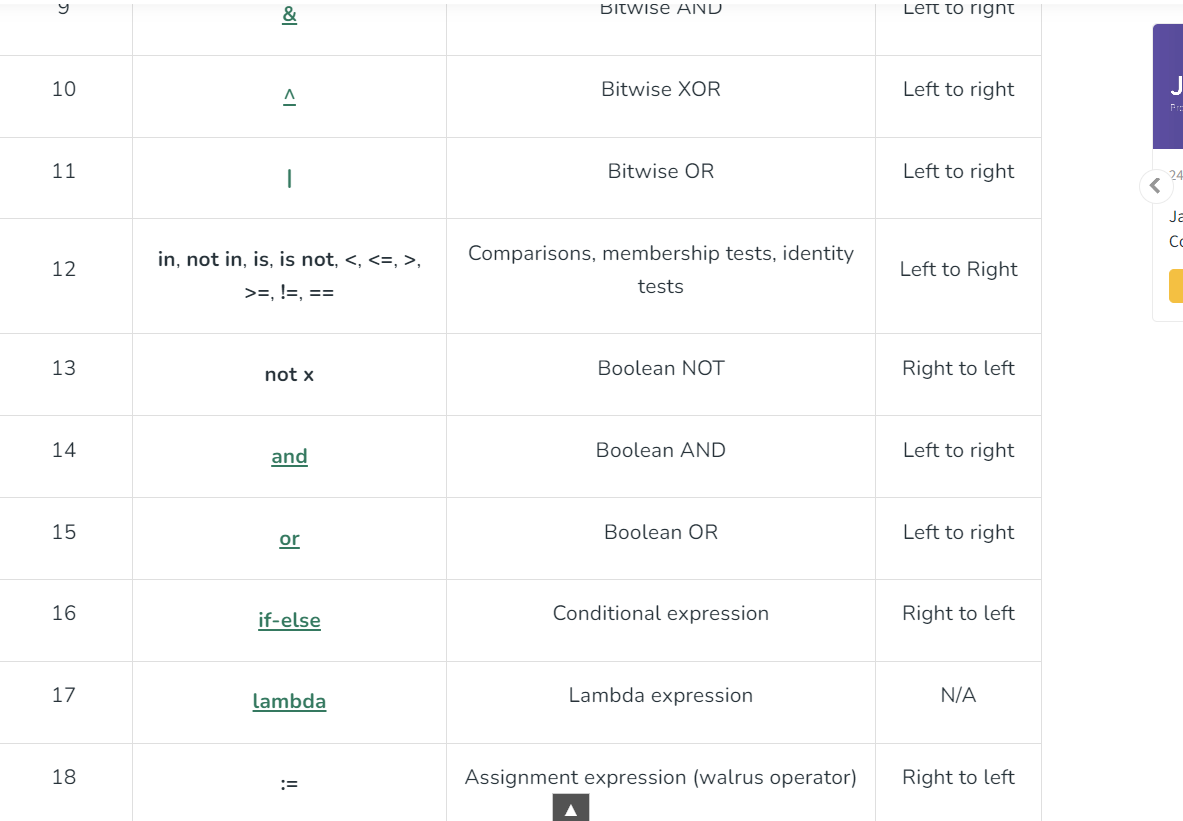 9 & Bitwise AND Left to right
10 ^ Bitwise XOR Left to right
11 | Bitwise OR Left to right
12 in, not in, is, is not, <, <=, >, Comparisons, membership tests, identity Left to Right
>=, !=, == tests
13 not x Boolean NOT Right to left
14 and Boolean AND Left to right
15 or Boolean OR Left to right
16 if-else Conditional expression Right to left
17 lambda Lambda expression N/A
18 := Assignment expression (walrus operator) Right to left
J
24
Ja